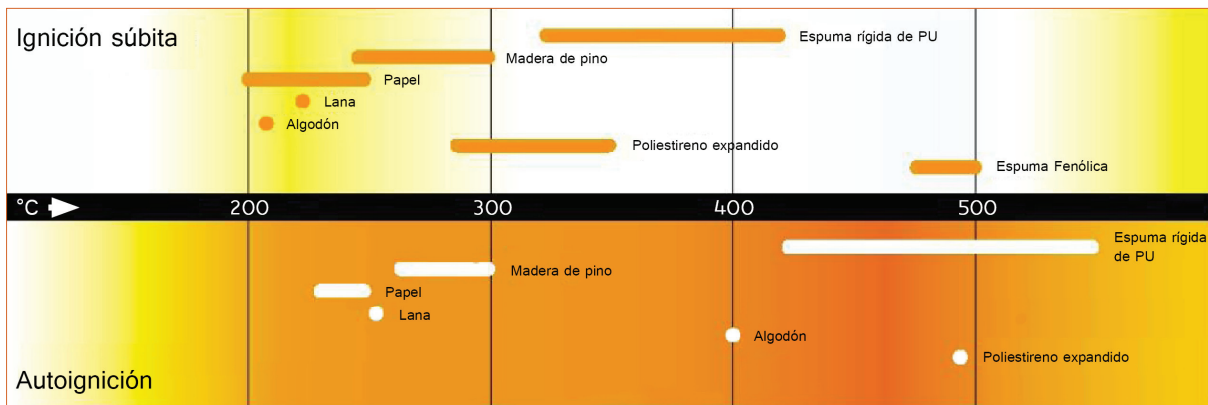 Ignición súbita
Espuma rígida de PU
Madera de pino
Papel
Lana
Algodón
Poliestireno expandido
Espuma Fenólica
°C 200 300 400 500
Espuma rígida
de PU
Madera de pino
Papel
Lana
Algodón
Poliestireno expandido
Autoignición